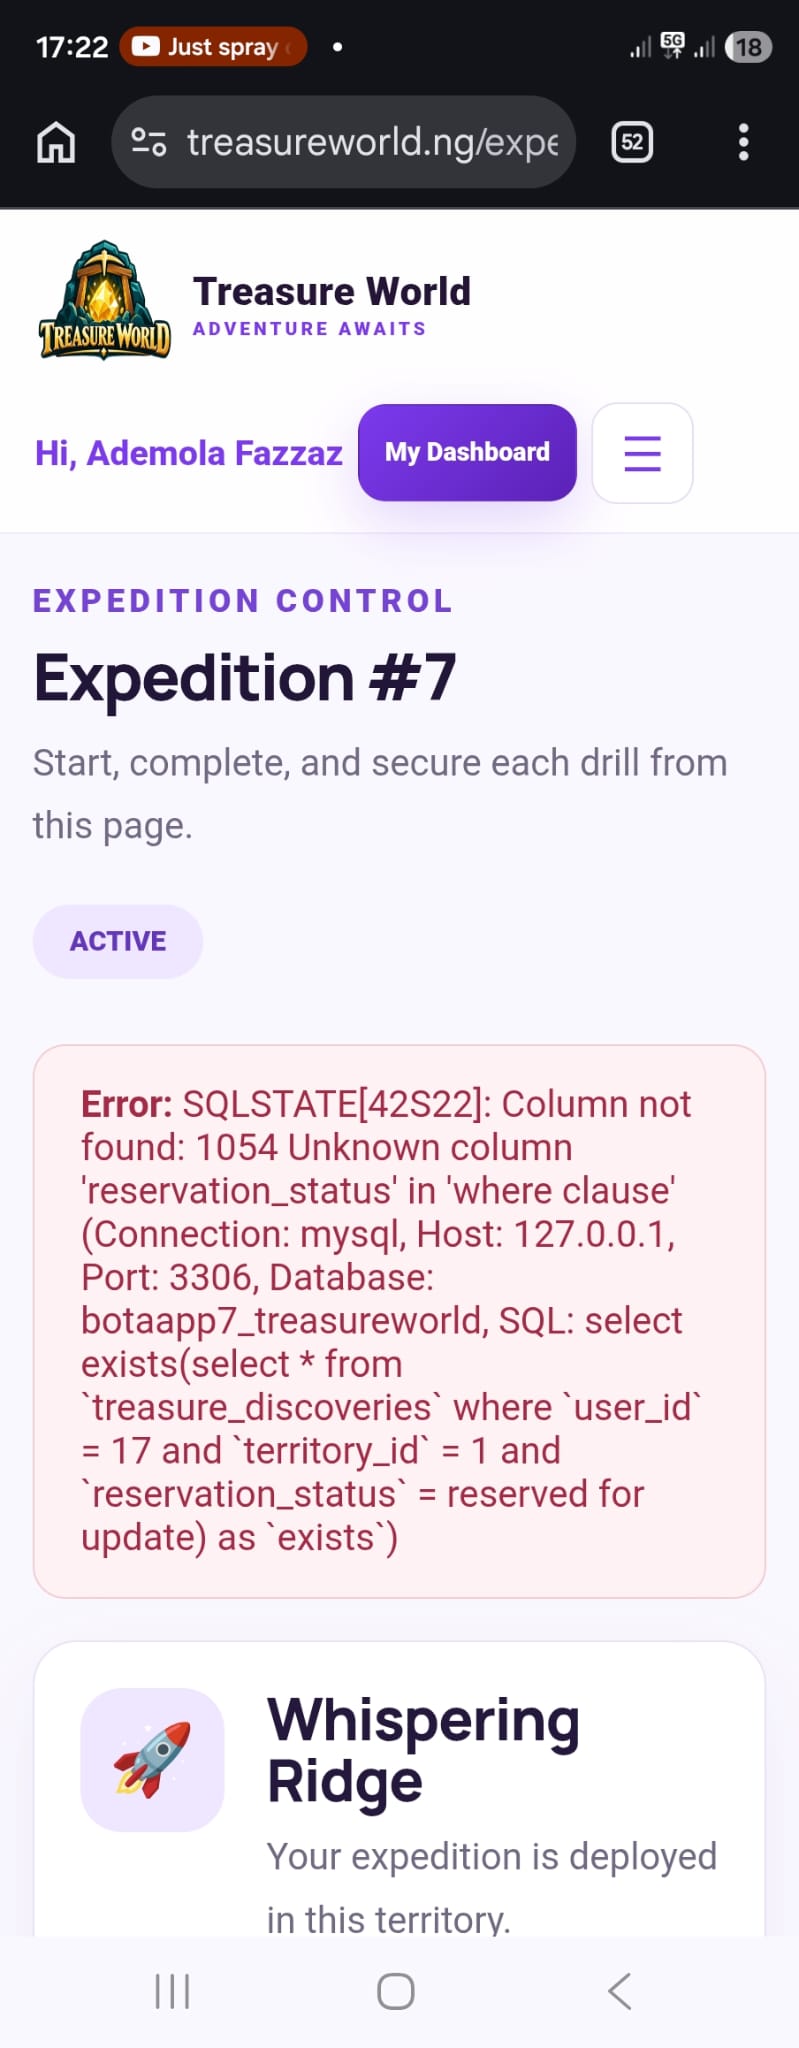 17:22 Just spray
5G 18
treasureworld.ng/expe 52
TREASURE WORLD
Treasure World
ADVENTURE AWAITS
Hi, Ademola Fazzaz My Dashboard
EXPEDITION CONTROL
Expedition #7
Start, complete, and secure each drill from
this page.
ACTIVE
Error: SQLSTATE[42S22]: Column not
found: 1054 Unknown column
'reservation_status' in 'where clause'
(Connection: mysql, Host: 127.0.0.1,
Port: 3306, Database:
botaapp7_treasureworld, SQL: select
exists(select * from
`treasure_discoveries` where `user_id`
= 17 and `territory_id` = 1 and
`reservation_status` = reserved for
update) as `exists`)
Whispering
Ridge
Your expedition is deployed
in this territory.